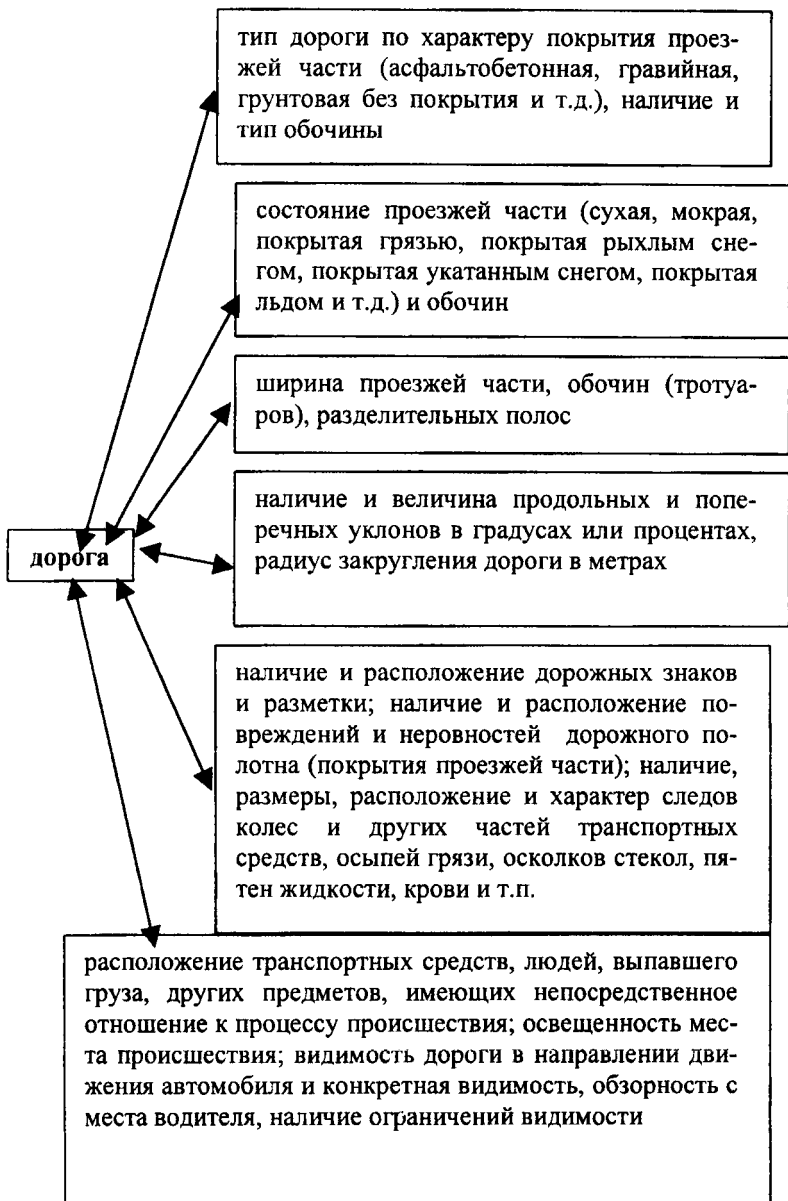 тип дороги по характеру покрытия проез-
жей части (асфальтобетонная, гравийная,
грунтовая без покрытия и т.д.), наличие и
тип обочины
состояние проезжей части (сухая, мокрая,
покрытая грязью, покрытая рыхлым сне-
гом, покрытая укатанным снегом, покрытая
льдом и т.д.) и обочин
ширина проезжей части, обочин (тротуа-
ров), разделительных полос
наличие и величина продольных и попе-
речных уклонов в градусах или процентах,
радиус закругления дороги в метрах
дорога
наличие и расположение дорожных знаков
и разметки; наличие и расположение по-
вреждений и неровностей дорожного по-
лотна (покрытия проезжей части); наличие,
размеры, расположение и характер следов
колес и других частей транспортных
средств, осыпей грязи, осколков стекол, пя-
тен жидкости, крови и т.п.
расположение транспортных средств, людей, выпавшего
груза, других предметов, имеющих непосредственное
отношение к процессу происшествия; освещенность мес-
та происшествия; видимость дороги в направлении дви-
жения автомобиля и конкретная видимость, обзорность с
места водителя, наличие ограничений видимости